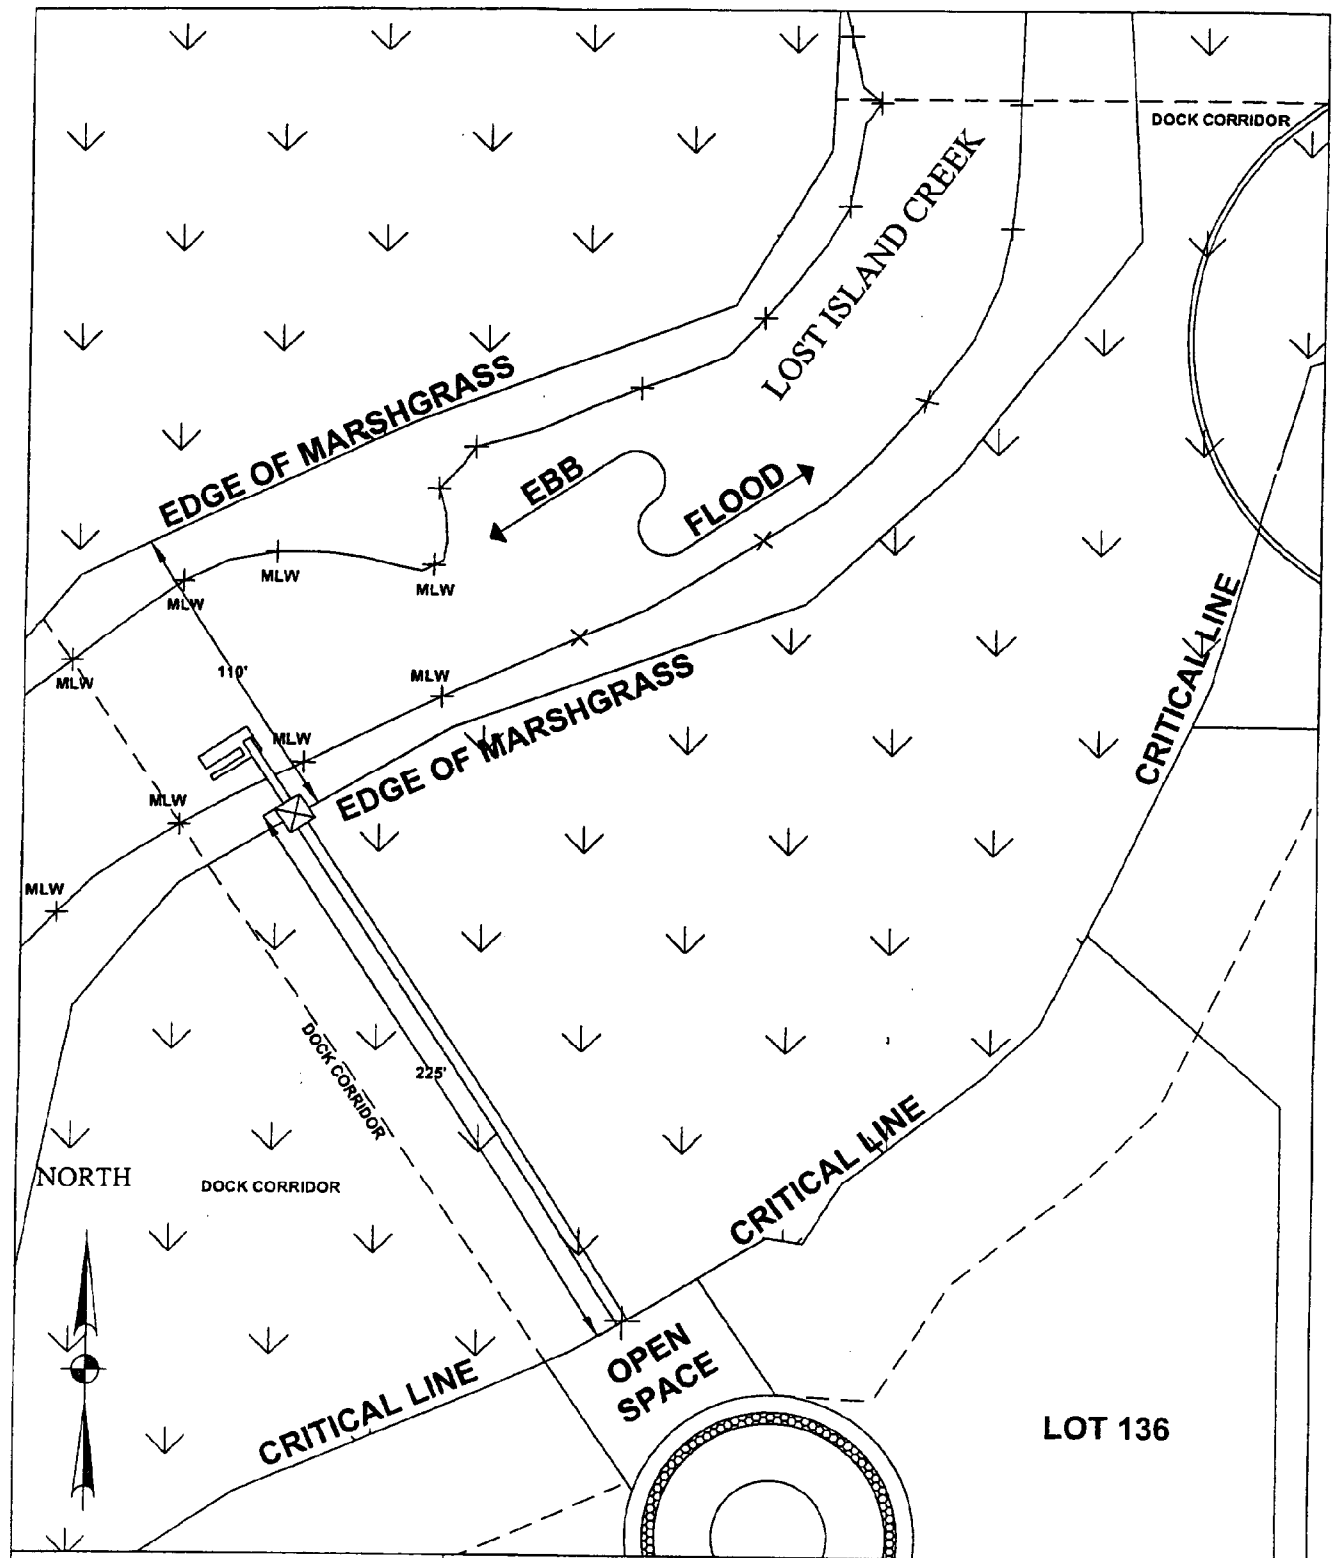 DOCK CORRIDOR
LOST ISLAND CREEK
EDGE OF MARSHGRASS
EBB
FLOOD
MLW
MLW
MLW
MLW
110'
MLW
MLW
EDGE OF MARSHGRASS
CRITICAL LINE
MLW
MLW
DOCK CORRIDOR
225'
NORTH
DOCK CORRIDOR
CRITICAL LINE
OPEN
SPACE
CRITICAL LINE
LOT 136